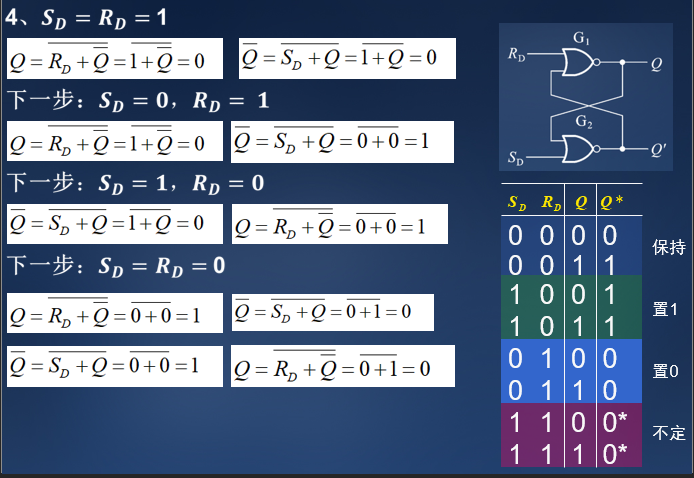 4、S_D = R_D = 1
Q = \overline{R_D + \overline{Q}} = \overline{1 + \overline{Q}} = 0
\overline{Q} = \overline{S_D + Q} = \overline{1 + Q} = 0
下一步：S_D = 0，R_D = 1
Q = \overline{R_D + \overline{Q}} = \overline{1 + \overline{Q}} = 0
\overline{Q} = \overline{S_D + Q} = \overline{0 + 0} = 1
下一步：S_D = 1，R_D = 0
\overline{Q} = \overline{S_D + Q} = \overline{1 + Q} = 0
Q = \overline{R_D + \overline{Q}} = \overline{0 + 0} = 1
下一步：S_D = R_D = 0
Q = \overline{R_D + \overline{Q}} = \overline{0 + 0} = 1
\overline{Q} = \overline{S_D + Q} = \overline{0 + 1} = 0
\overline{Q} = \overline{S_D + Q} = \overline{0 + 0} = 1
Q = \overline{R_D + \overline{Q}} = \overline{0 + 1} = 0
G₁
R_D
Q
G₂
S_D
Q'
S_D R_D Q Q*
0 0 0 0
保持
0 0 1 1
1 0 0 1
置1
1 0 1 1
0 1 0 0
置0
0 1 1 0
1 1 0 0*
不定
1 1 1 0*